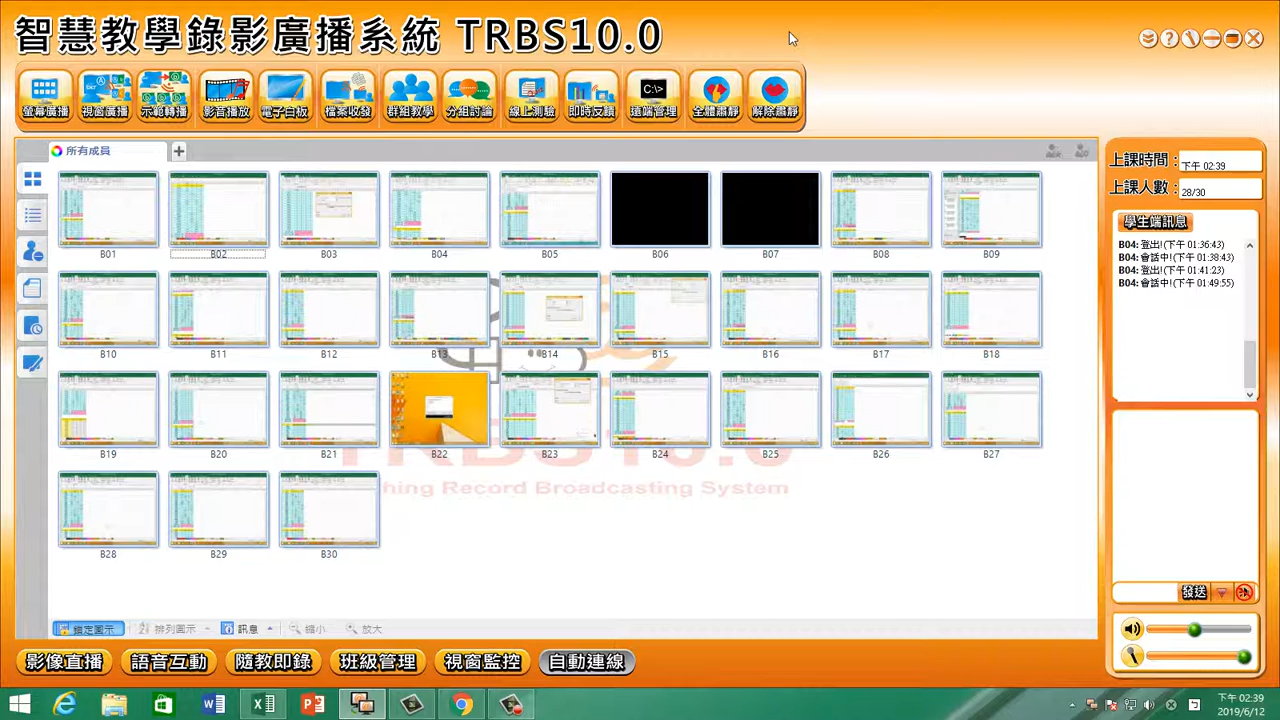 智慧教學錄影廣播系統 TRBS10.0
螢幕廣播 視窗廣播 示範轉播 影音播放 電子白板 檔案收發 群組教學 分組討論 線上測驗 即時反饋 遠端管理 全體肅靜 解除肅靜
C:\>
所有成員
上課時間 : 下午 02:39
上課人數 : 28/30
學生端訊息
B04: 登出!(下午 01:36:43)
B04: 會話中!(下午 01:38:43)
B04: 登出!(下午 01:41:23)
B04: 會話中!(下午 01:49:55)
B01 B02 B03 B04 B05 B06 B07 B08 B09
B10 B11 B12 B13 B14 B15 B16 B17 B18
B19 B20 B21 B22 B23 B24 B25 B26 B27
TRBS10.0
hing Record Broadcasting System
B28 B29 B30
發送
鎖定圖示 排列圖示 訊息 縮小 放大
影像直播 語音互動 隨教即錄 班級管理 視窗監控 自動連線
下午 02:39
2019/6/12